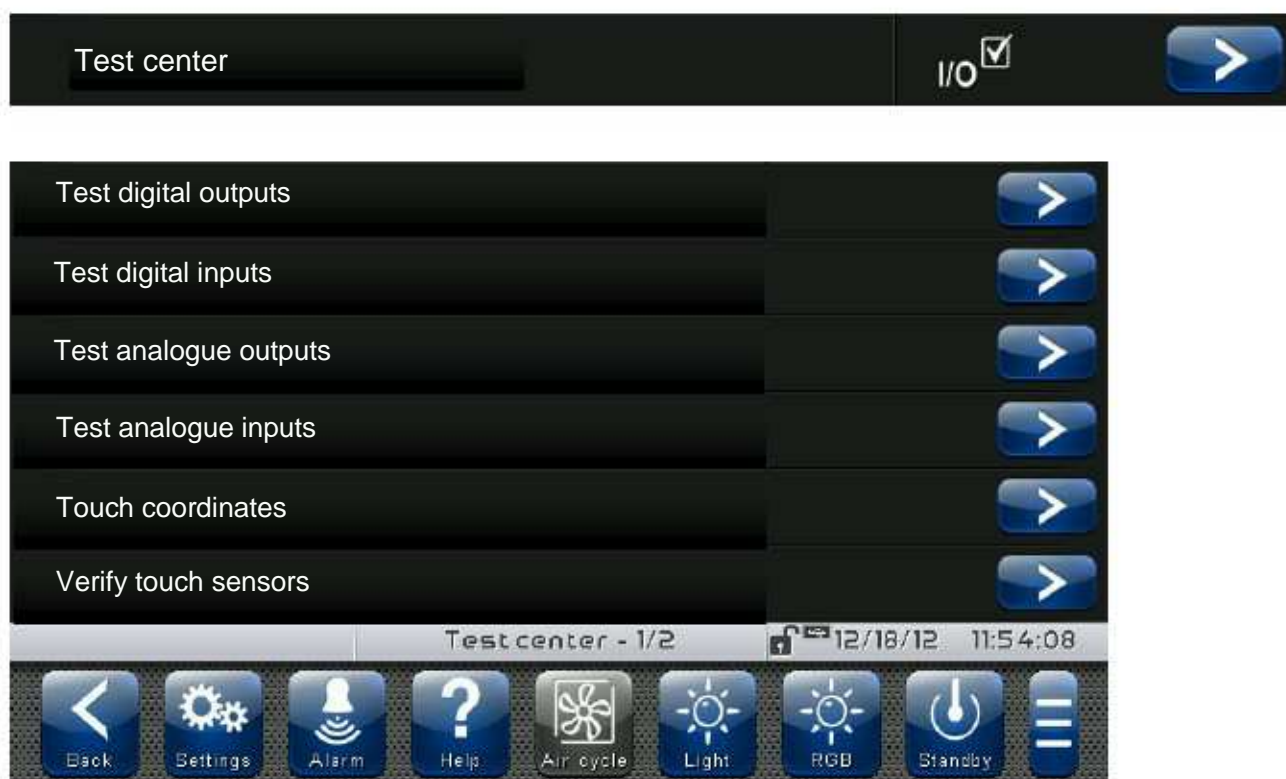 Test center
I/O
Test digital outputs
Test digital inputs
Test analogue outputs
Test analogue inputs
Touch coordinates
Verify touch sensors
Test center - 1/2 12/18/12 11:54:08
Back Settings Alarm Help Air cycle Light RGB Standby